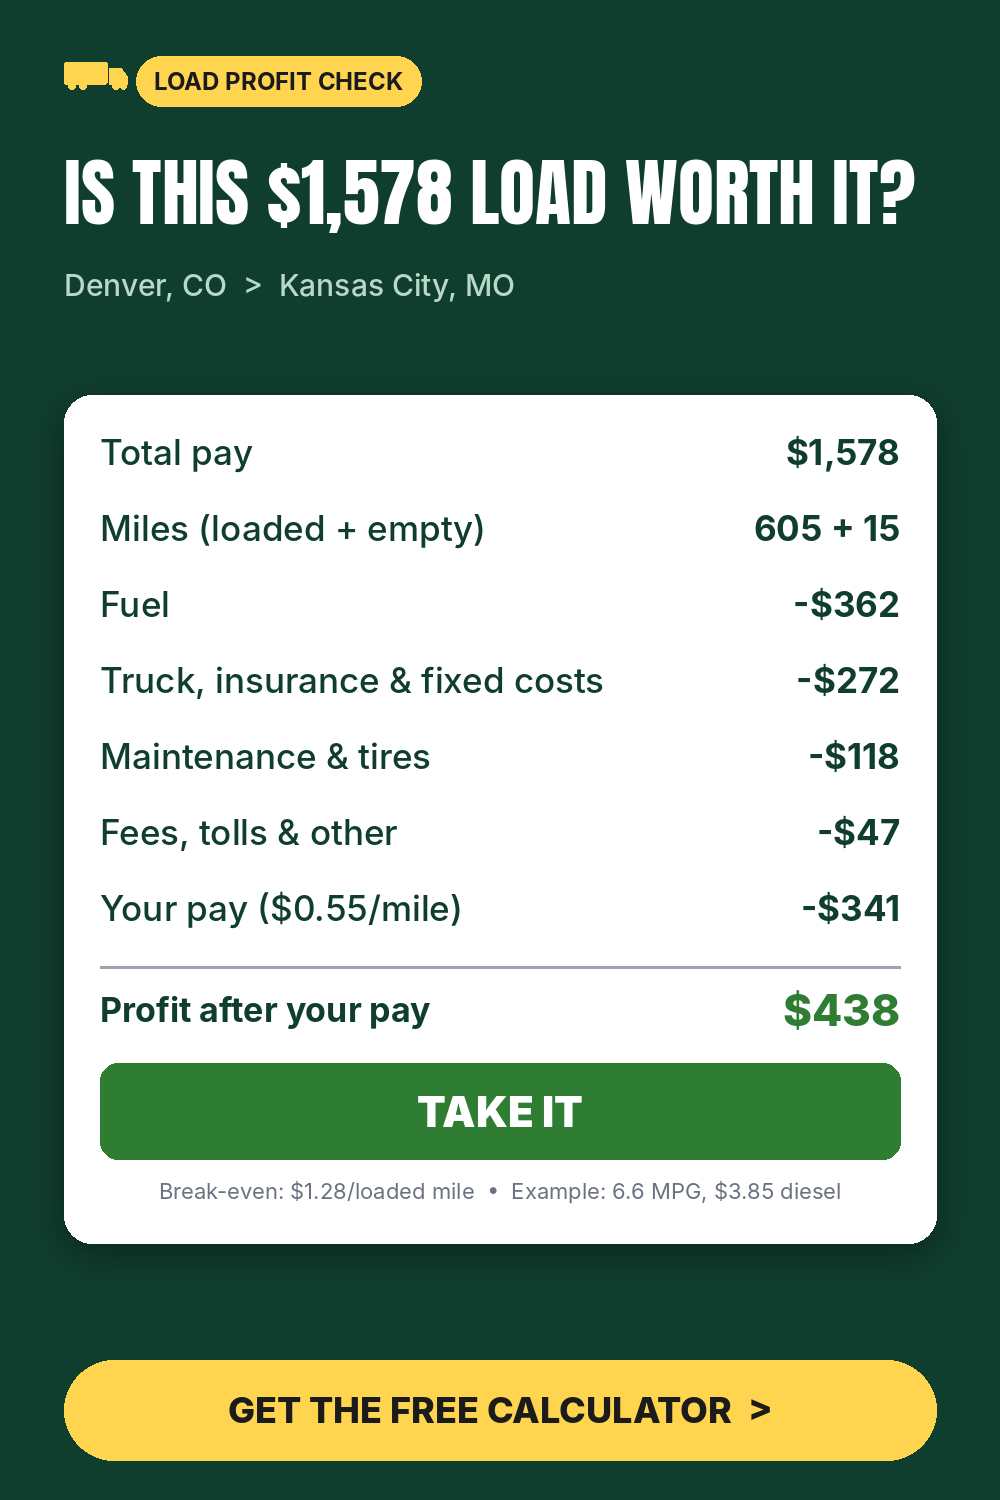 LOAD PROFIT CHECK
IS THIS $1,578 LOAD WORTH IT?
Denver, CO > Kansas City, MO
Total pay $1,578
Miles (loaded + empty) 605 + 15
Fuel -$362
Truck, insurance & fixed costs -$272
Maintenance & tires -$118
Fees, tolls & other -$47
Your pay ($0.55/mile) -$341
Profit after your pay $438
TAKE IT
Break-even: $1.28/loaded mile • Example: 6.6 MPG, $3.85 diesel
GET THE FREE CALCULATOR >